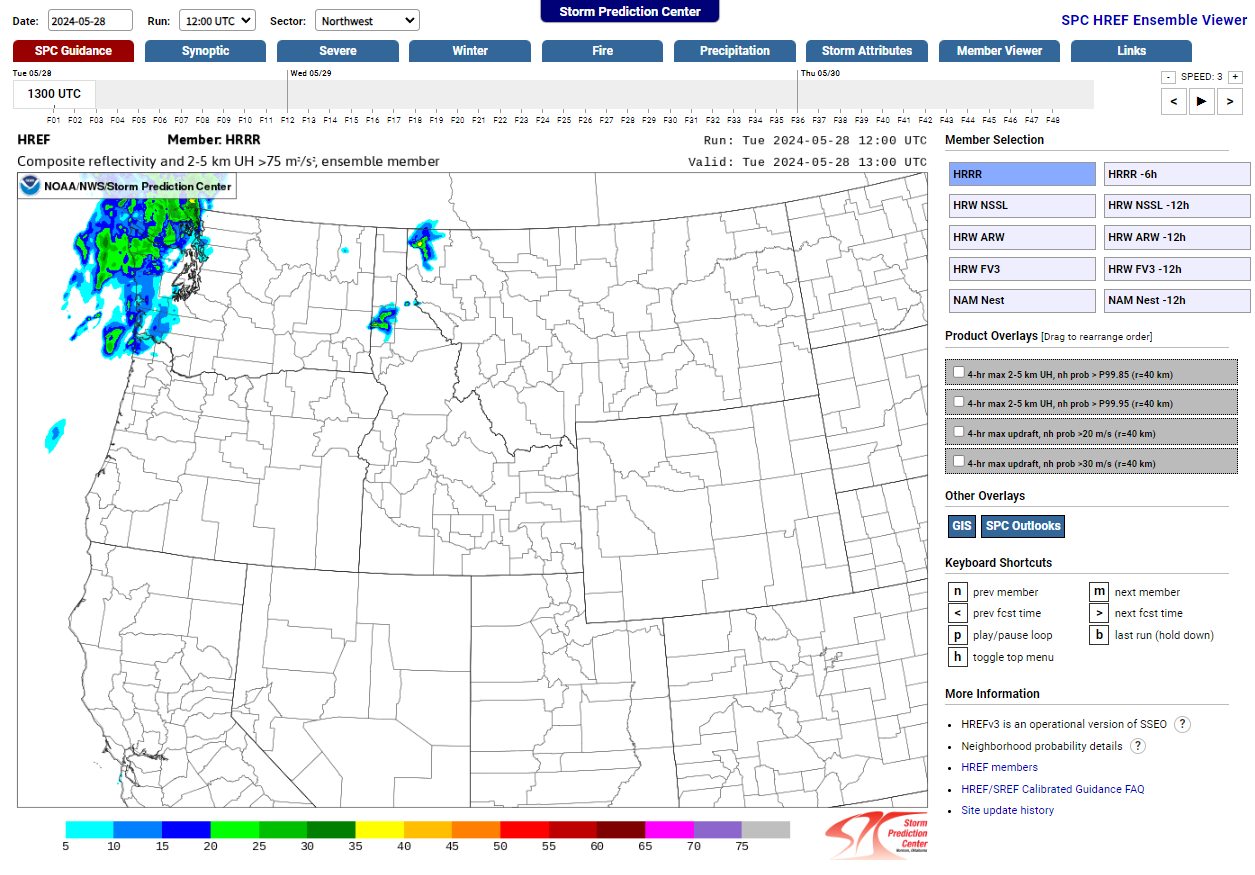 Storm Prediction Center
Date: 2024-05-28 Run: 12:00 UTC Sector: Northwest
SPC HREF Ensemble Viewer
SPC Guidance Synoptic Severe Winter Fire Precipitation Storm Attributes Member Viewer Links
Tue 05/28 Wed 05/29 Thu 05/30
- SPEED: 3 +
1300 UTC
< ▶ >
F01 F02 F03 F04 F05 F06 F07 F08 F09 F10 F11 F12 F13 F14 F15 F16 F17 F18 F19 F20 F21 F22 F23 F24 F25 F26 F27 F28 F29 F30 F31 F32 F33 F34 F35 F36 F37 F38 F39 F40 F41 F42 F43 F44 F45 F46 F47 F48
HREF Member: HRRR Run: Tue 2024-05-28 12:00 UTC
Composite reflectivity and 2-5 km UH >75 m²/s², ensemble member Valid: Tue 2024-05-28 13:00 UTC
NOAA/NWS/Storm Prediction Center
5 10 15 20 25 30 35 40 45 50 55 60 65 70 75
Storm
Prediction
Center
Norman, Oklahoma
Member Selection
HRRR HRRR -6h
HRW NSSL HRW NSSL -12h
HRW ARW HRW ARW -12h
HRW FV3 HRW FV3 -12h
NAM Nest NAM Nest -12h
Product Overlays [Drag to rearrange order]
4-hr max 2-5 km UH, nh prob > P99.85 (r=40 km)
4-hr max 2-5 km UH, nh prob > P99.95 (r=40 km)
4-hr max updraft, nh prob >20 m/s (r=40 km)
4-hr max updraft, nh prob >30 m/s (r=40 km)
Other Overlays
GIS SPC Outlooks
Keyboard Shortcuts
n prev member m next member
< prev fcst time > next fcst time
p play/pause loop b last run (hold down)
h toggle top menu
More Information
• HREFv3 is an operational version of SSEO ?
• Neighborhood probability details ?
• HREF members
• HREF/SREF Calibrated Guidance FAQ
• Site update history